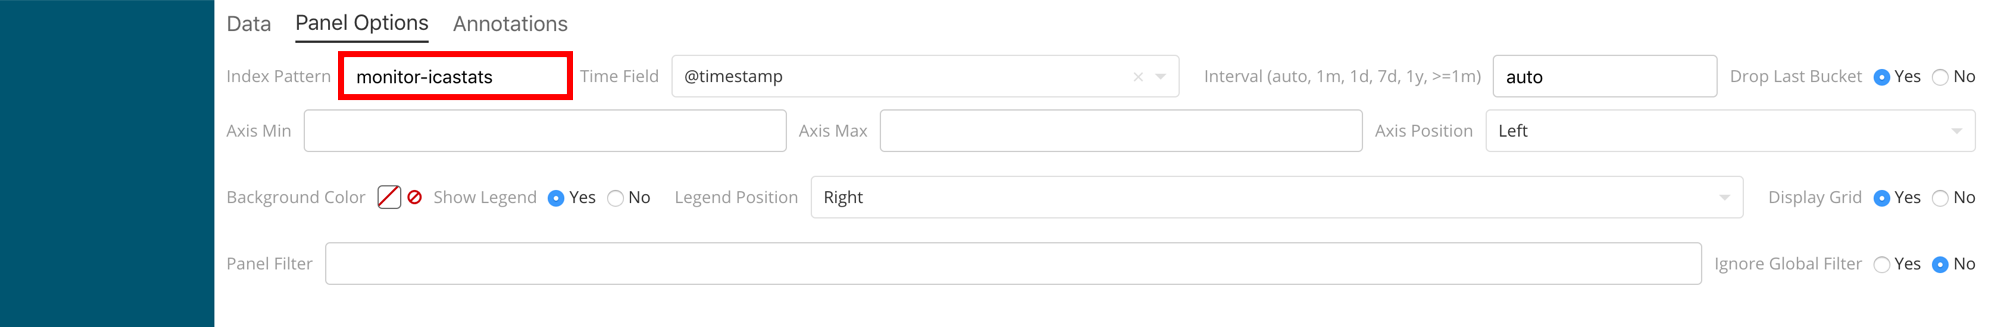 Data Panel Options Annotations
Index Pattern monitor-icastats Time Field @timestamp × Interval (auto, 1m, 1d, 7d, 1y, >=1m) auto Drop Last Bucket Yes No
Axis Min Axis Max Axis Position Left
Background Color Show Legend Yes No Legend Position Right Display Grid Yes No
Panel Filter Ignore Global Filter Yes No